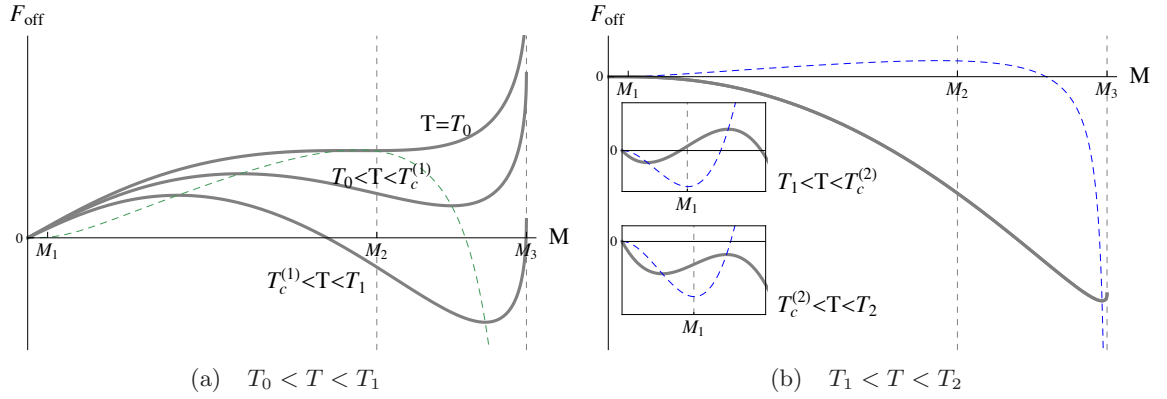 F_off
T=T_0
T_0<T<T_c^(1)
0
M_1
M_2
M_3
M
T_c^(1)<T<T_1
(a) T_0 < T < T_1
F_off
0
M_1
M_2
M_3
M
0
M_1
T_1<T<T_c^(2)
0
M_1
T_c^(2)<T<T_2
(b) T_1 < T < T_2